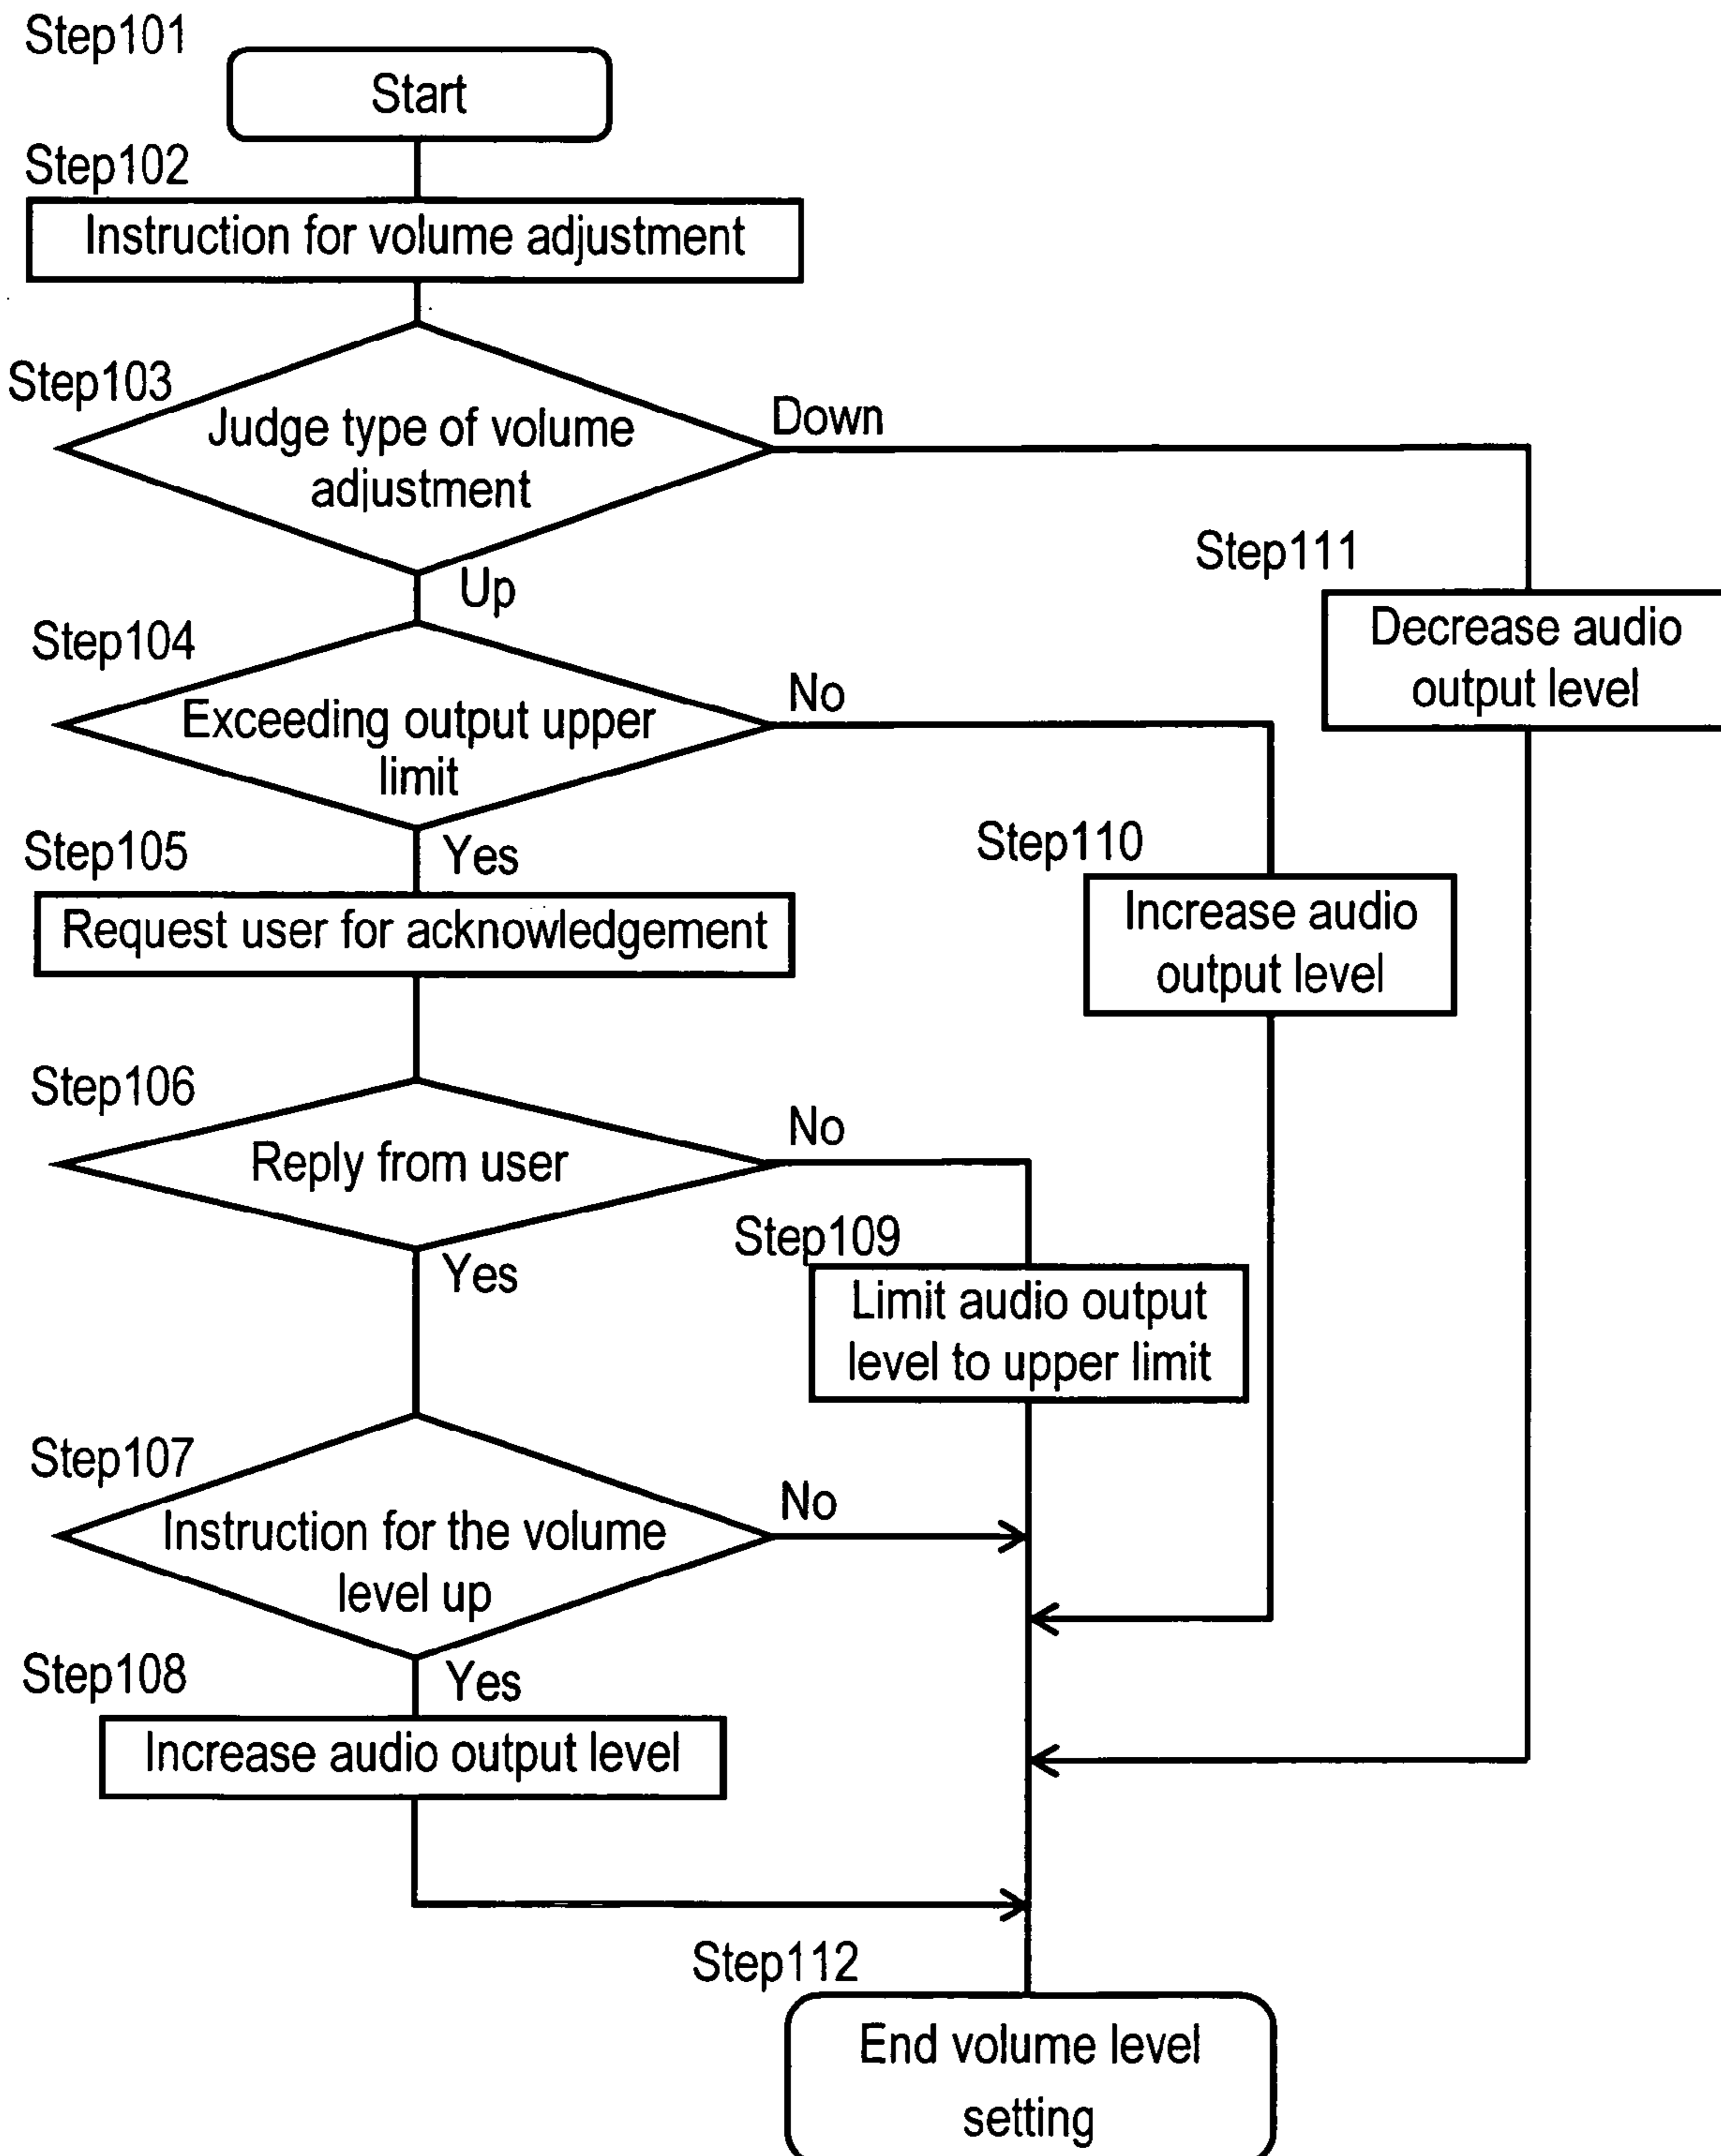 Step101
Start
Step102
Instruction for volume adjustment
Step103
Judge type of volume
adjustment
Down
Up
Step111
Decrease audio
output level
Step104
Exceeding output upper
limit
No
Yes
Step110
Increase audio
output level
Step105
Request user for acknowledgement
Step106
Reply from user
No
Yes
Step109
Limit audio output
level to upper limit
Step107
Instruction for the volume
level up
No
Yes
Step108
Increase audio output level
Step112
End volume level
setting